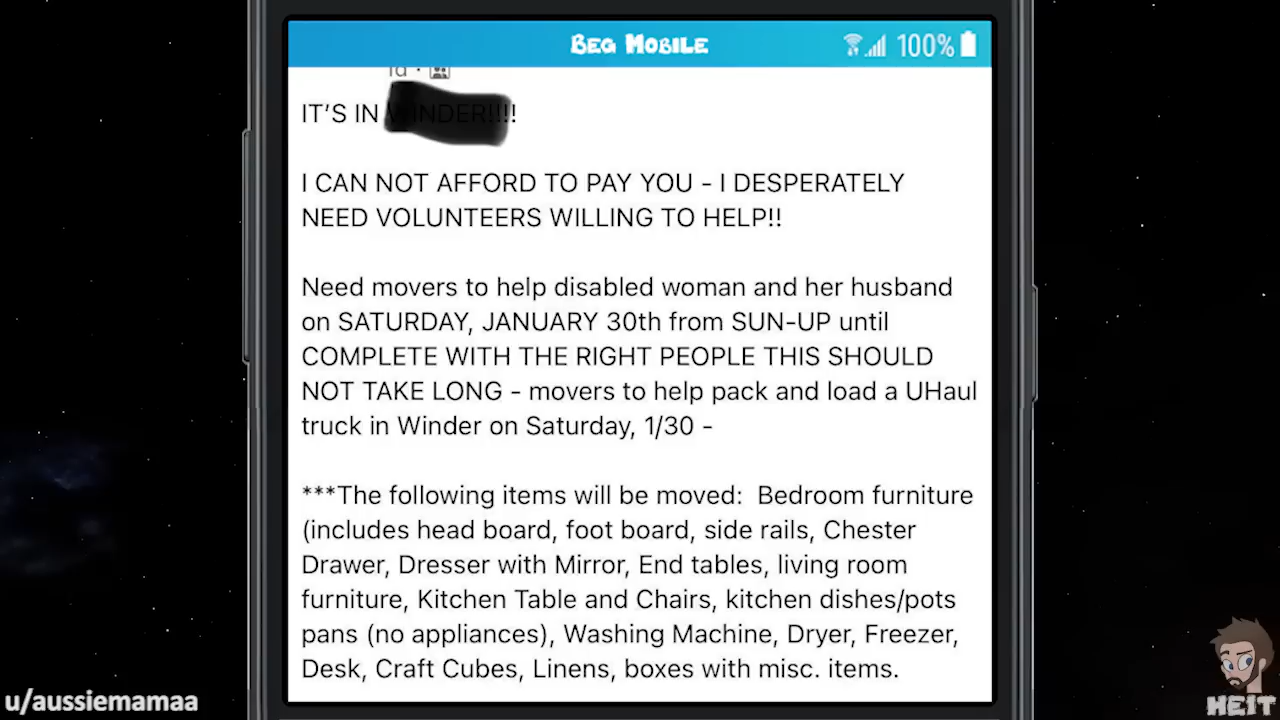 BEG MOBILE
100%
1d ·
IT'S IN WINDER!!!!
I CAN NOT AFFORD TO PAY YOU - I DESPERATELY
NEED VOLUNTEERS WILLING TO HELP!!
Need movers to help disabled woman and her husband
on SATURDAY, JANUARY 30th from SUN-UP until
COMPLETE WITH THE RIGHT PEOPLE THIS SHOULD
NOT TAKE LONG - movers to help pack and load a UHaul
truck in Winder on Saturday, 1/30 -
***The following items will be moved:  Bedroom furniture
(includes head board, foot board, side rails, Chester
Drawer, Dresser with Mirror, End tables, living room
furniture, Kitchen Table and Chairs, kitchen dishes/pots
pans (no appliances), Washing Machine, Dryer, Freezer,
Desk, Craft Cubes, Linens, boxes with misc. items.
u/aussiemamaa
HEIT